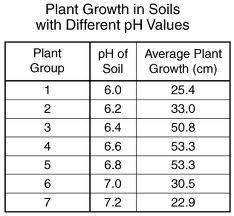 Plant Growth in Soils
with Different pH Values
Plant Group pH of Soil Average Plant Growth (cm)
1 6.0 25.4
2 6.2 33.0
3 6.4 50.8
4 6.6 53.3
5 6.8 53.3
6 7.0 30.5
7 7.2 22.9